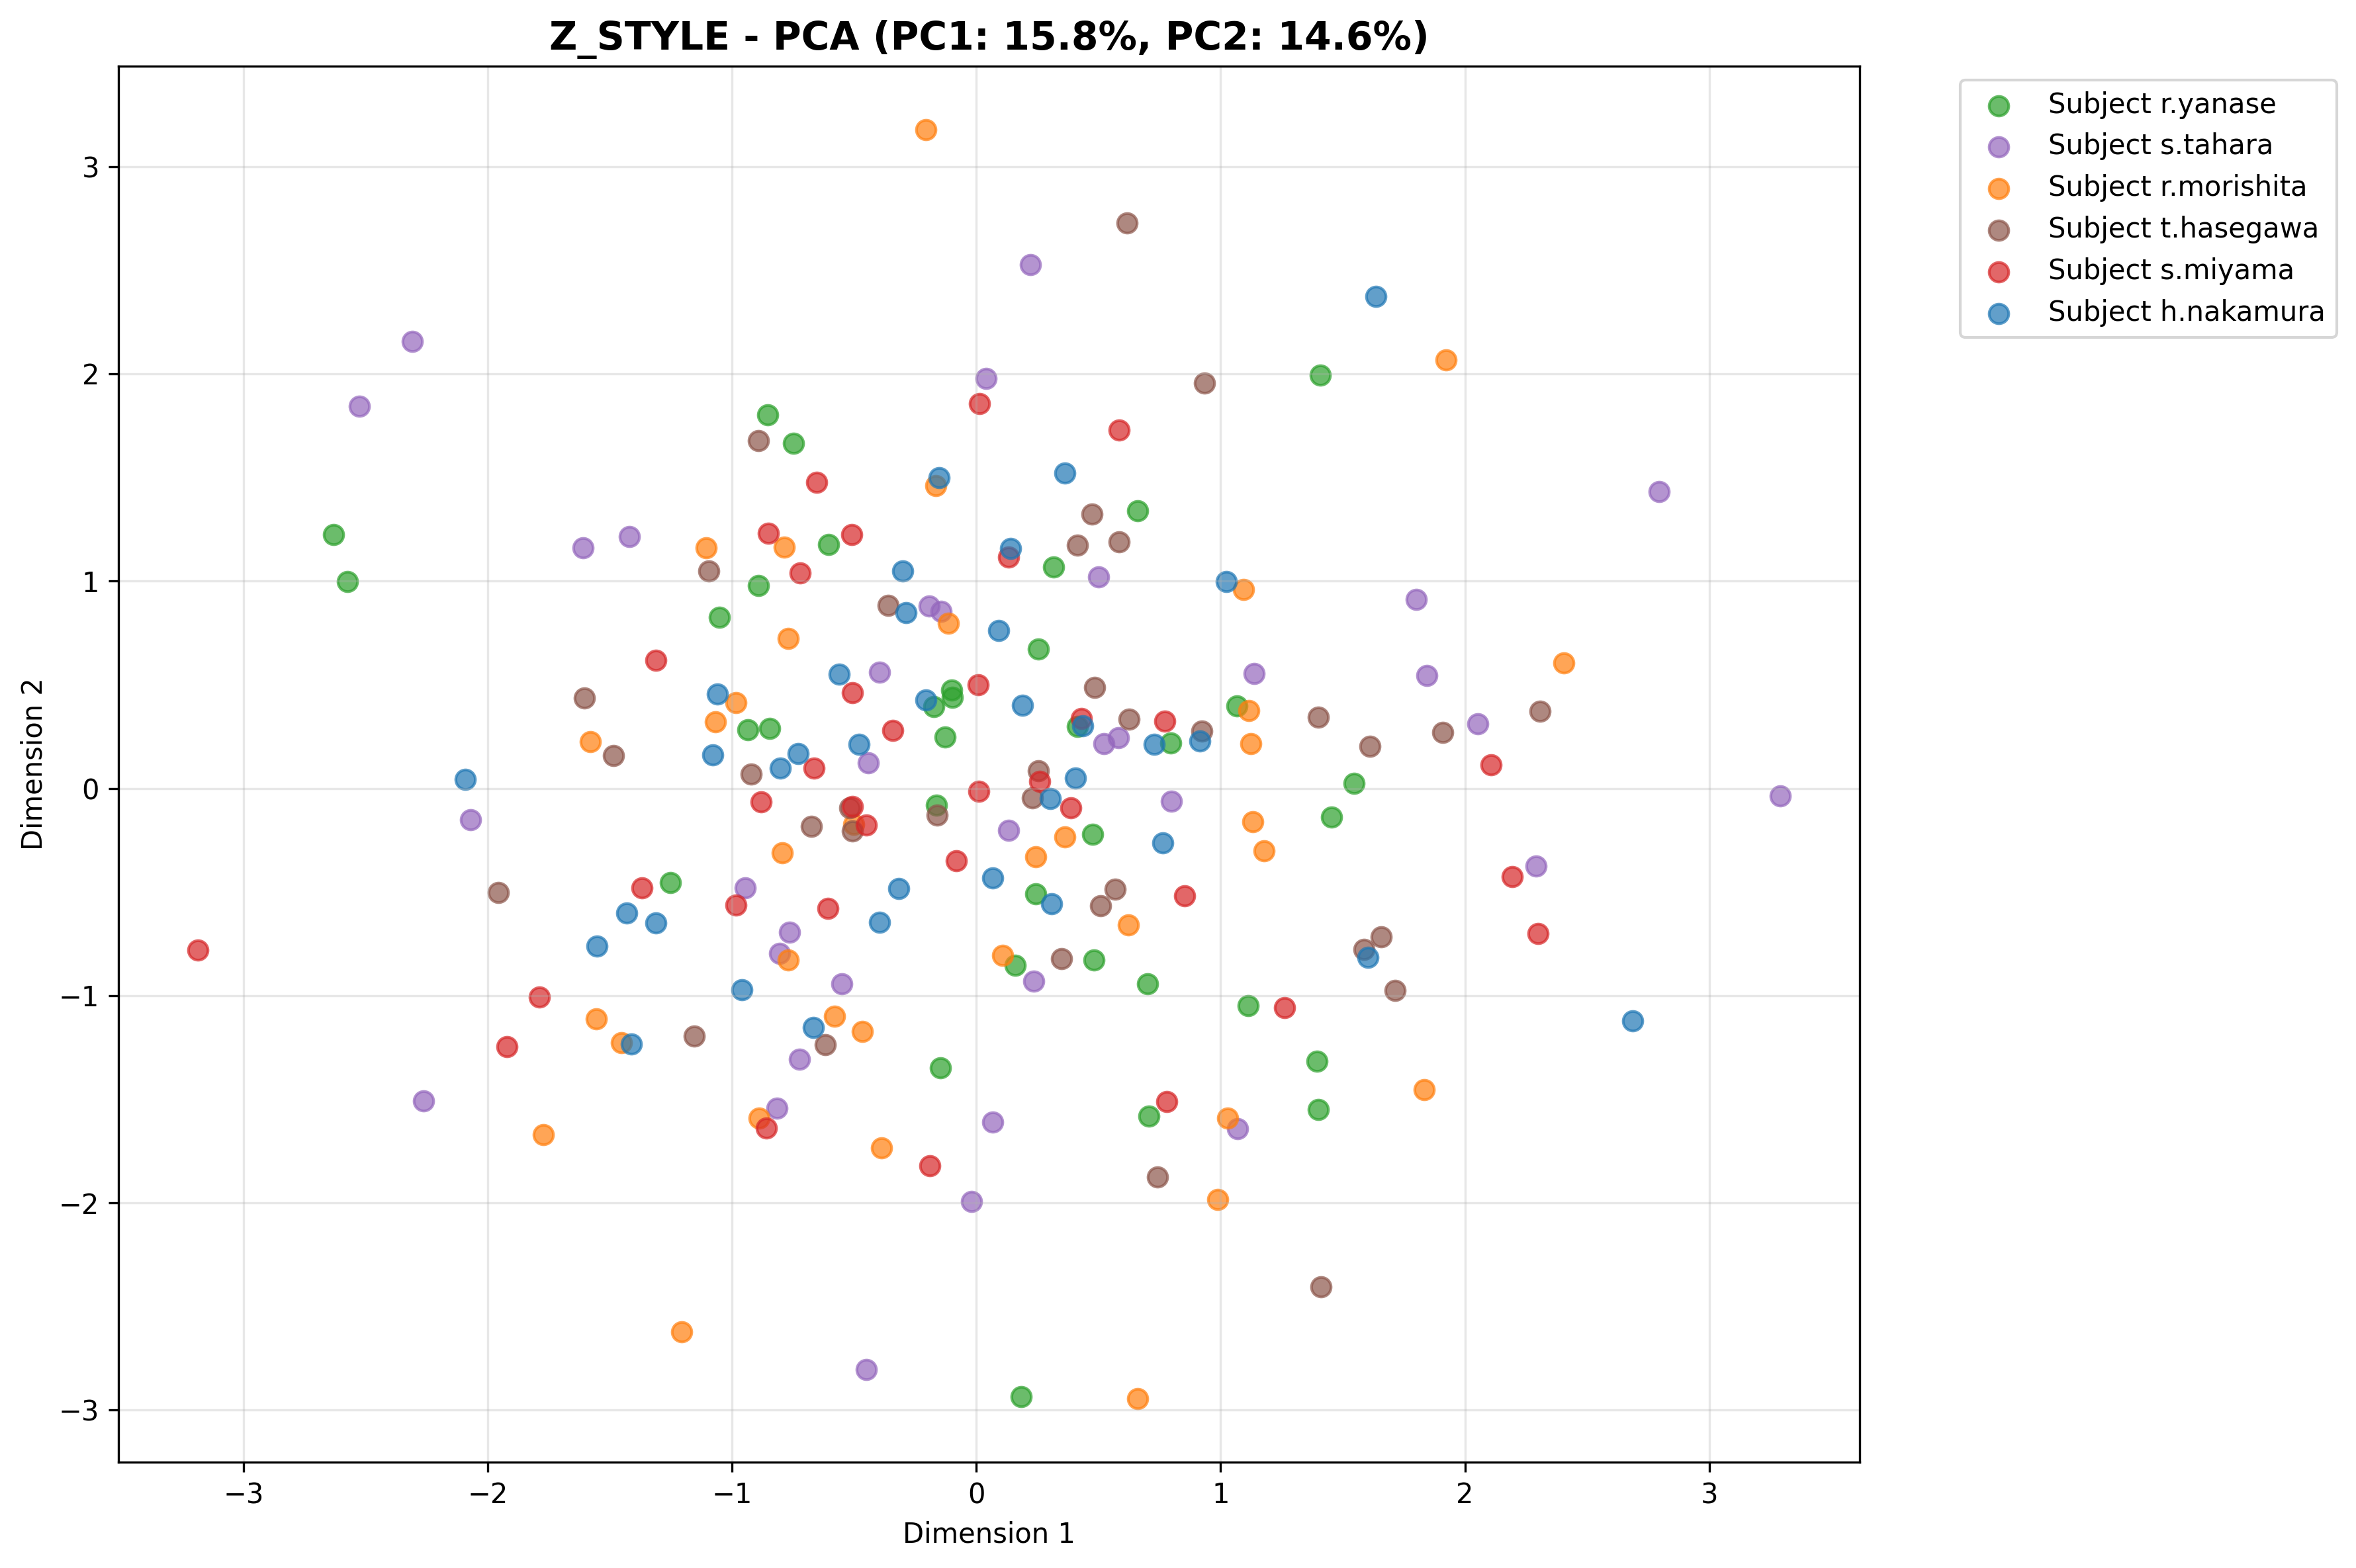 Z_STYLE - PCA (PC1: 15.8%, PC2: 14.6%)
Subject r.yanase
Subject s.tahara
Subject r.morishita
Subject t.hasegawa
Subject s.miyama
Subject h.nakamura
Dimension 2
3
2
1
0
−1
−2
−3
−3 −2 −1 0 1 2 3
Dimension 1